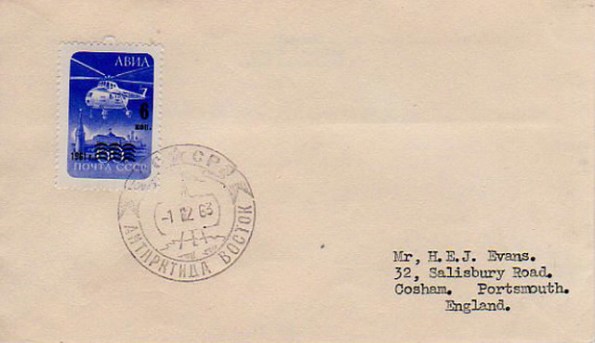 АВИА
6
коп.
1961 г.
ПОЧТА СССР
СССР
-1 02 63
АНТАРКТИДА ВОСТОК
Mr, H.E.J. Evans.
32, Salisbury Road.
Cosham. Portsmouth.
England.